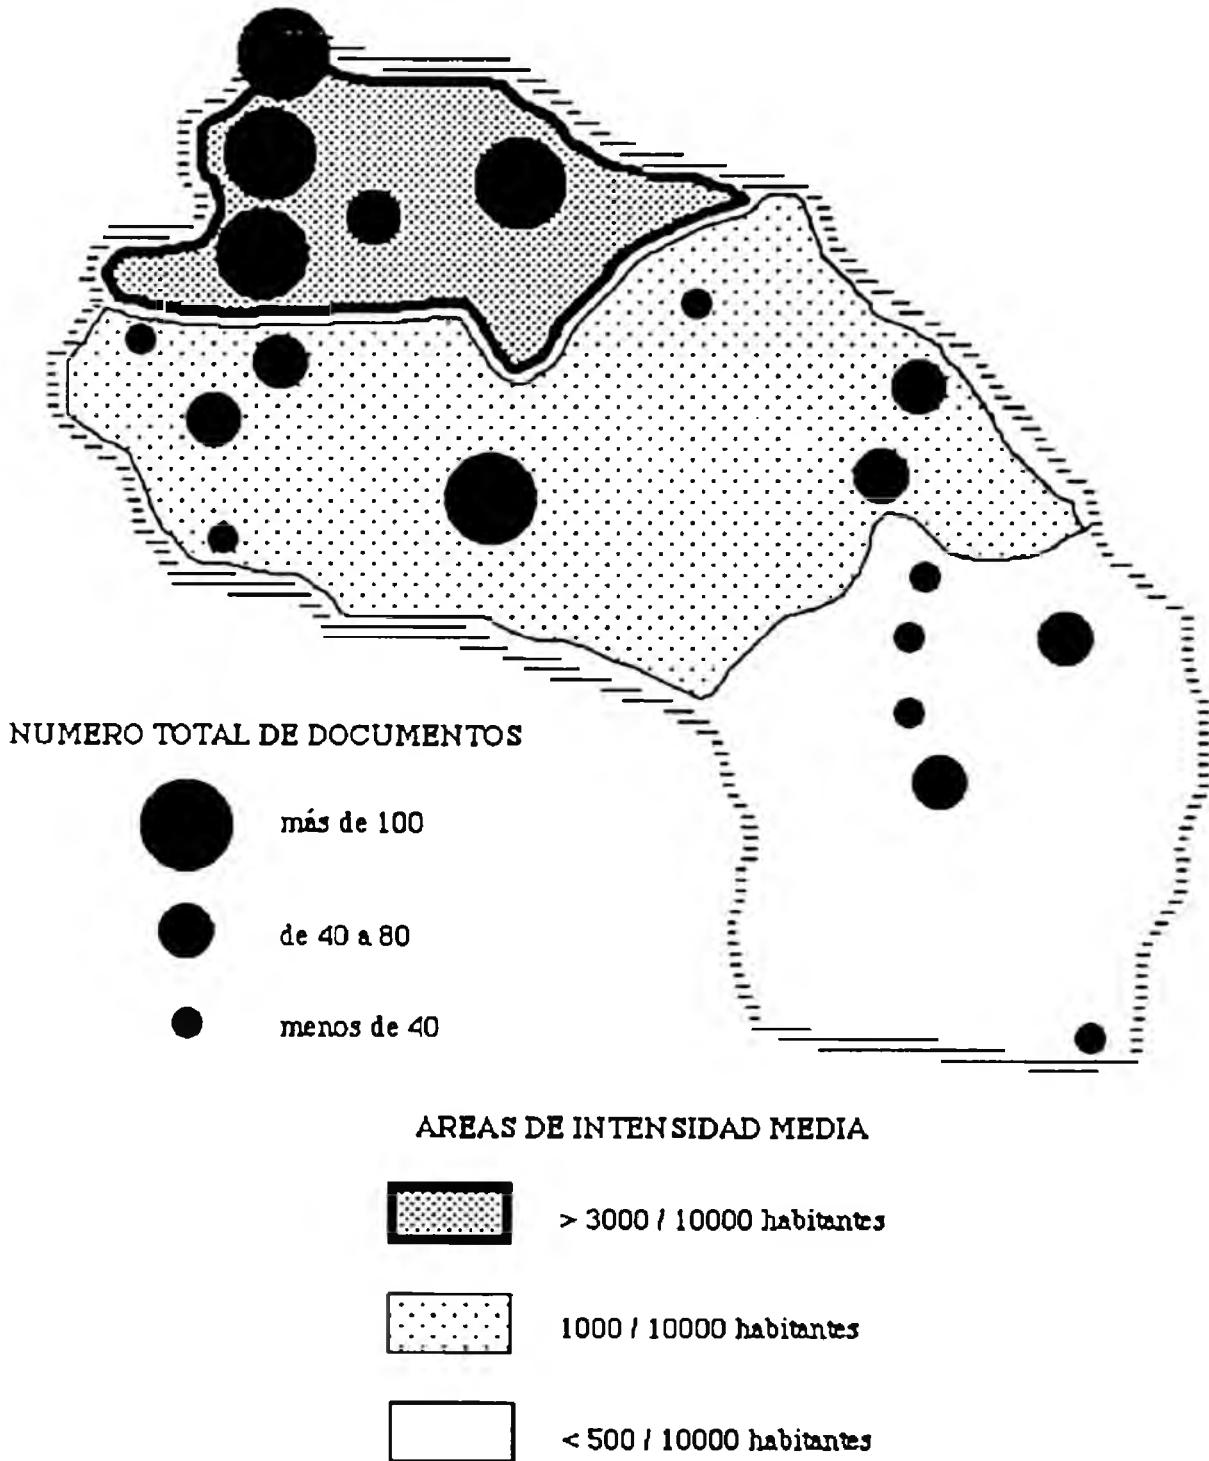 NUMERO TOTAL DE DOCUMENTOS
más de 100
de 40 a 80
menos de 40
AREAS DE INTENSIDAD MEDIA
> 3000 / 10000 habitantes
1000 / 10000 habitantes
< 500 / 10000 habitantes